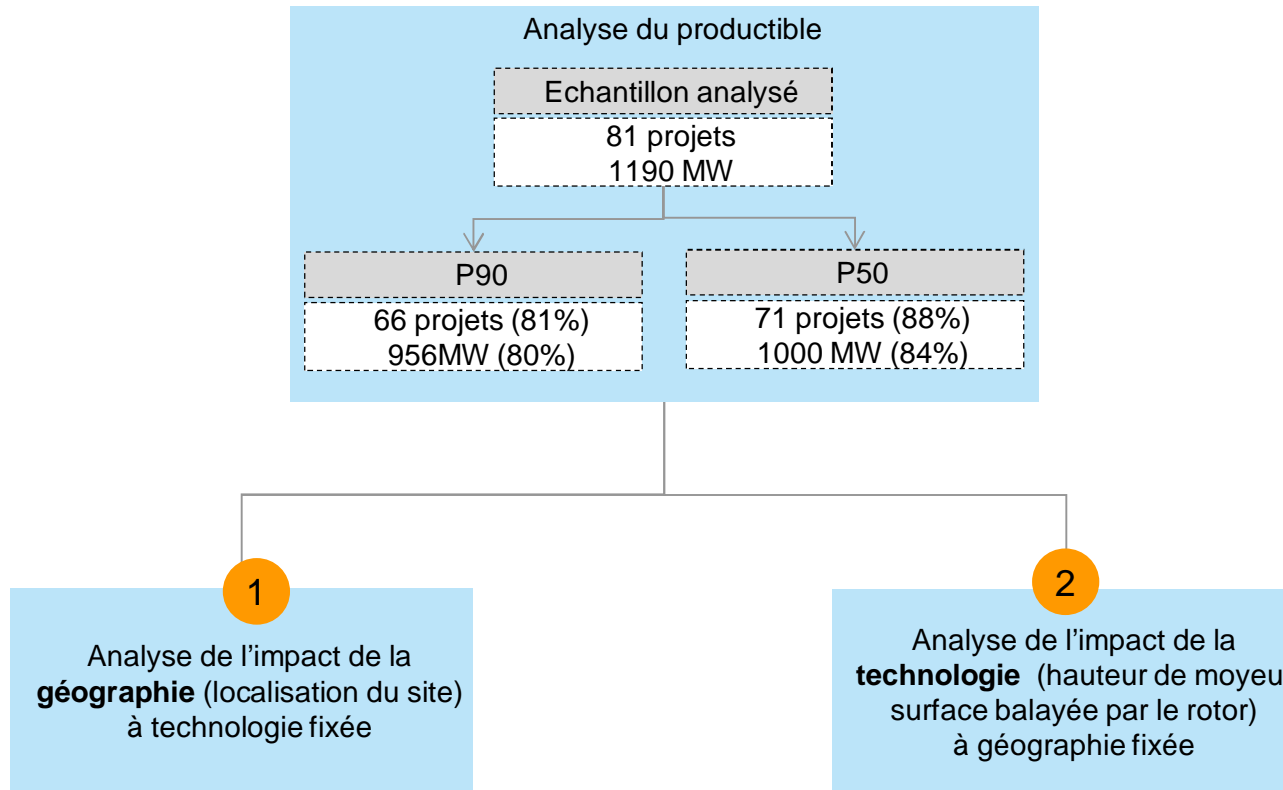 Analyse du productible
Echantillon analysé
81 projets
1190 MW
P90
66 projets (81%)
956MW (80%)
P50
71 projets (88%)
1000 MW (84%)
1
Analyse de l’impact de la
géographie (localisation du site)
à technologie fixée
2
Analyse de l’impact de la
technologie (hauteur de moyeu
surface balayée par le rotor)
à géographie fixée